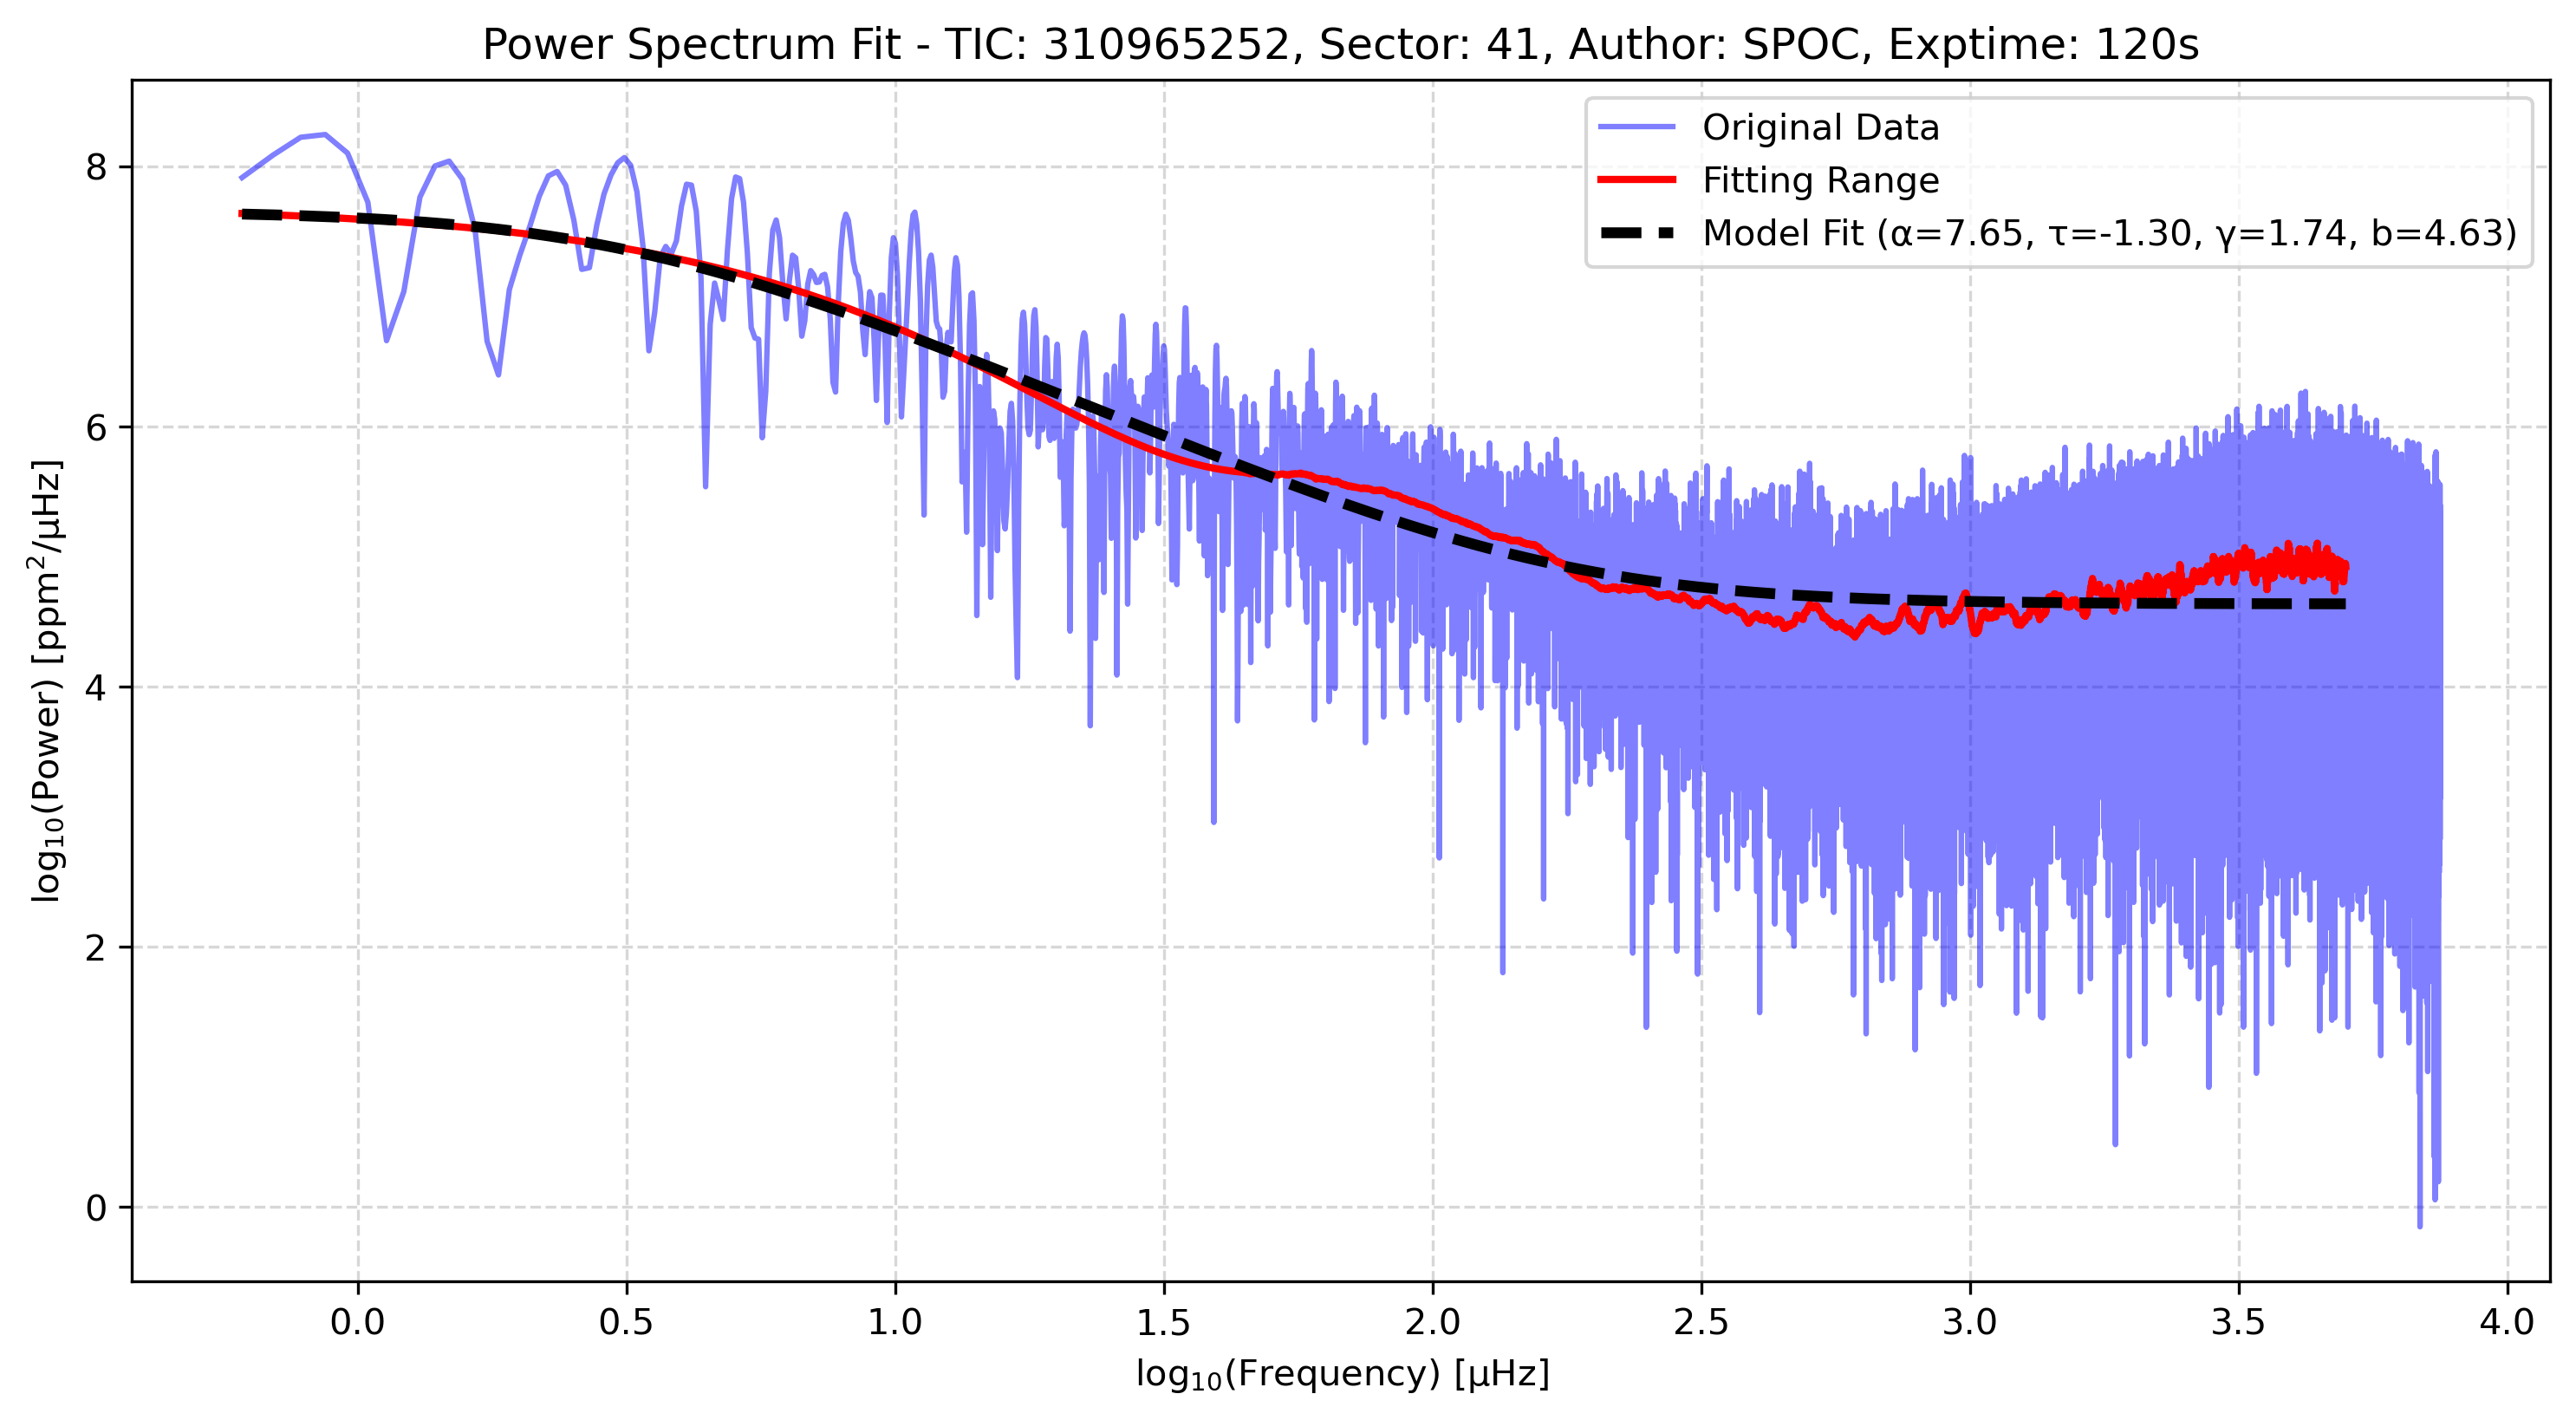 Power Spectrum Fit - TIC: 310965252, Sector: 41, Author: SPOC, Exptime: 120s
Original Data
Fitting Range
Model Fit (α=7.65, τ=-1.30, γ=1.74, b=4.63)
log₁₀(Power) [ppm²/μHz]
8
6
4
2
0
0.0 0.5 1.0 1.5 2.0 2.5 3.0 3.5 4.0
log₁₀(Frequency) [μHz]